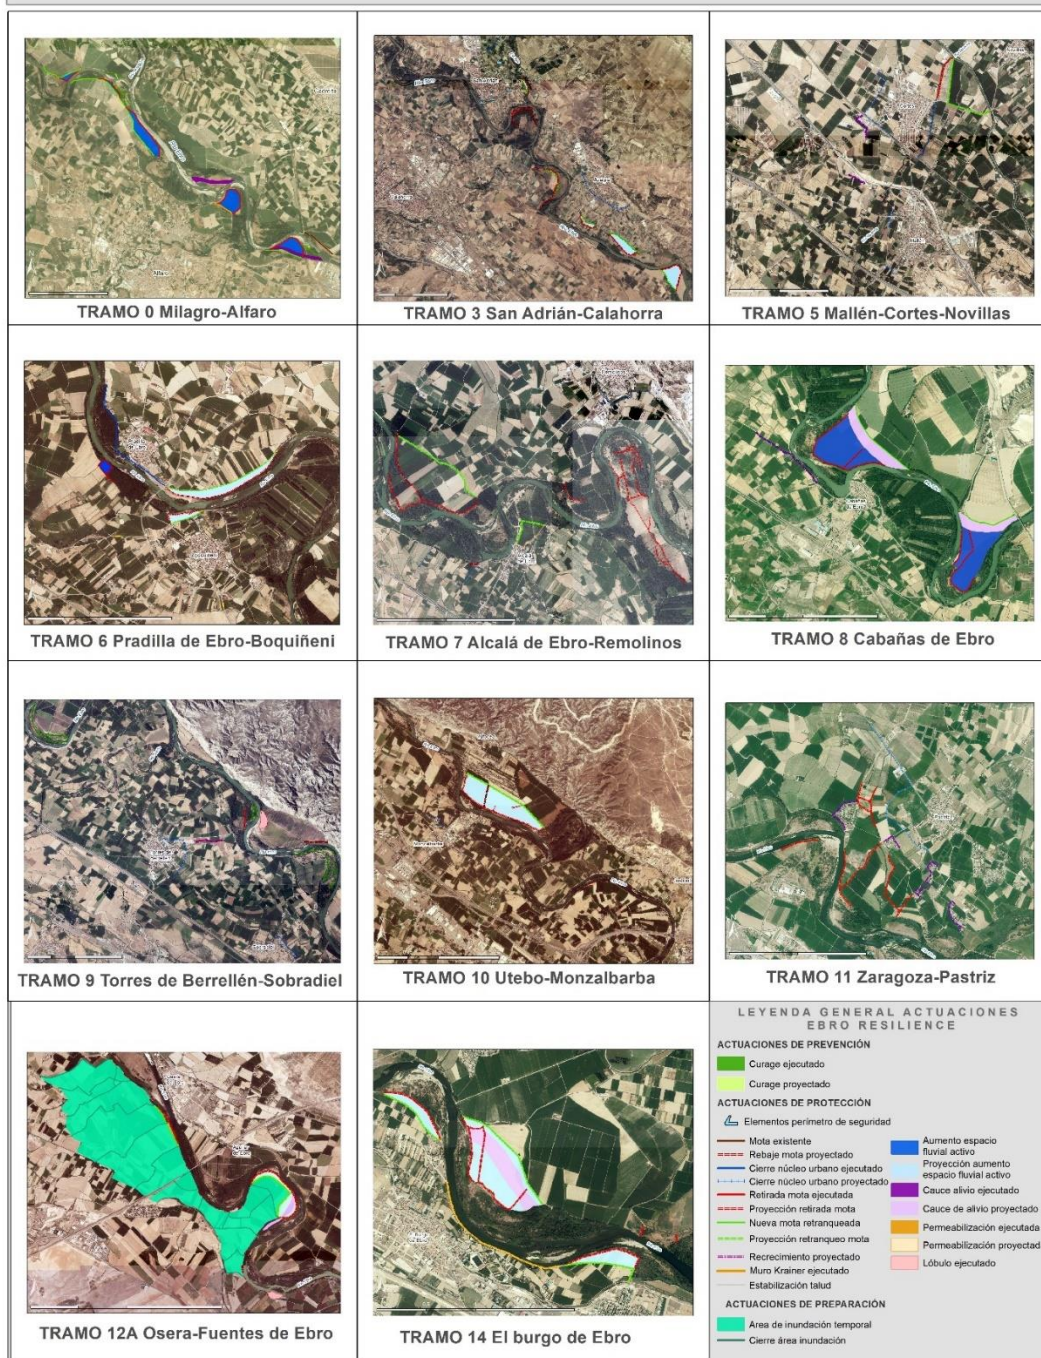 TRAMO 0 Milagro-Alfaro
TRAMO 3 San Adrián-Calahorra
TRAMO 5 Mallén-Cortes-Novillas
TRAMO 6 Pradilla de Ebro-Boquiñeni
TRAMO 7 Alcalá de Ebro-Remolinos
TRAMO 8 Cabañas de Ebro
TRAMO 9 Torres de Berrellén-Sobradiel
TRAMO 10 Utebo-Monzalbarba
TRAMO 11 Zaragoza-Pastriz
TRAMO 12A Osera-Fuentes de Ebro
TRAMO 14 El burgo de Ebro
LEYENDA GENERAL ACTUACIONES
EBRO RESILIENCE
ACTUACIONES DE PREVENCIÓN
Curage ejecutado
Curage proyectado
ACTUACIONES DE PROTECCIÓN
Elementos perímetro de seguridad
Mota existente
Rebaje mota proyectado
Cierre núcleo urbano ejecutado
Cierre núcleo urbano proyectado
Retirada mota ejecutada
Proyección retirada mota
Nueva mota retranqueada
Proyección retranqueo mota
Recrecimiento proyectado
Muro Krainer ejecutado
Estabilización talud
Aumento espacio
fluvial activo
Proyección aumento
espacio fluvial activo
Cauce alivio ejecutado
Cauce de alivio proyectado
Permeabilización ejecutada
Permeabilización proyectada
Lóbulo ejecutado
ACTUACIONES DE PREPARACIÓN
Area de inundación temporal
Cierre área inundación